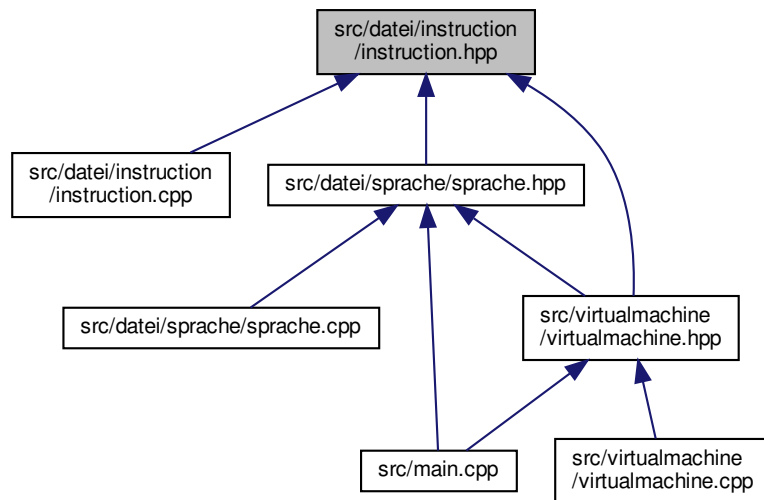 src/datei/instruction
/instruction.hpp
src/datei/instruction
/instruction.cpp
src/datei/sprache/sprache.hpp
src/datei/sprache/sprache.cpp
src/virtualmachine
/virtualmachine.hpp
src/main.cpp
src/virtualmachine
/virtualmachine.cpp